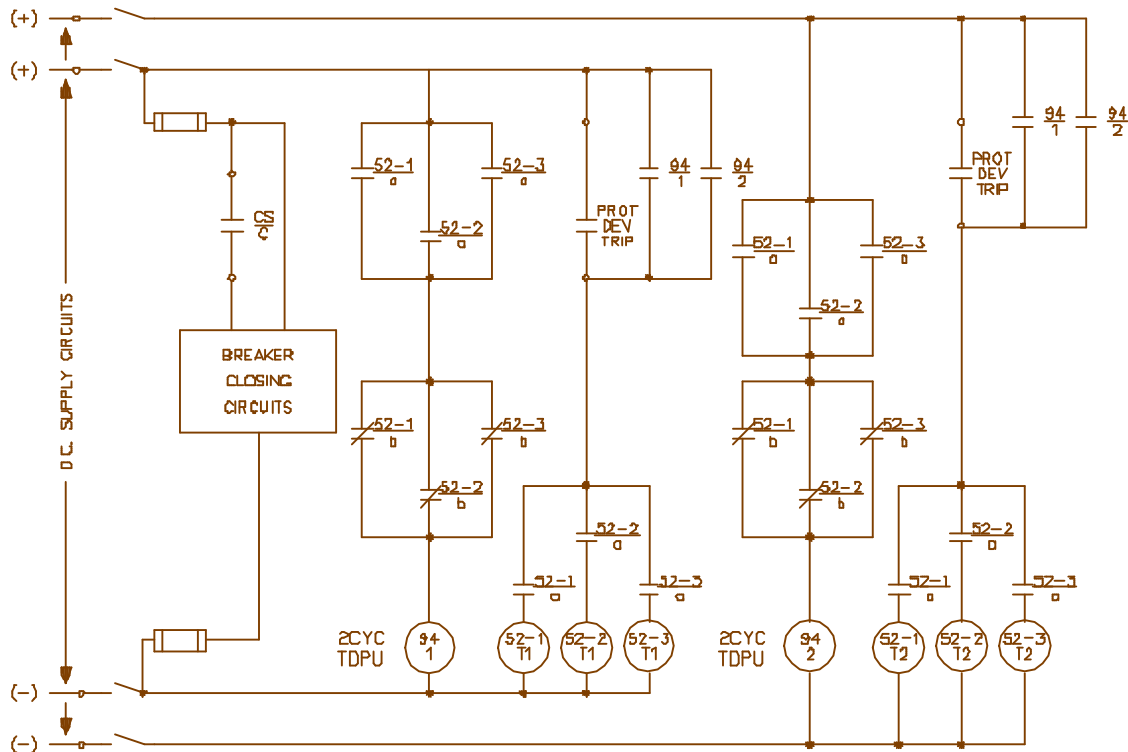 (+)
(+)
94
1
94
2
PROT
DEV
TRIP
52-1
a
52-3
a
94
1
94
2
CS
C
PROT
DEV
TRIP
52-2
a
52-1
a
52-3
a
52-2
a
D.C. SUPPLY CIRCUITS
BREAKER
CLOSING
CIRCUITS
52-1
b
52-3
b
52-1
b
52-3
b
52-2
b
52-2
b
52-2
a
52-2
a
52-1
a
52-3
a
52-1
a
52-3
a
2CYC
TDPU
94
1
52-1
T1
52-2
T1
52-3
T1
2CYC
TDPU
94
2
52-1
T2
52-2
T2
52-3
T2
(-)
(-)